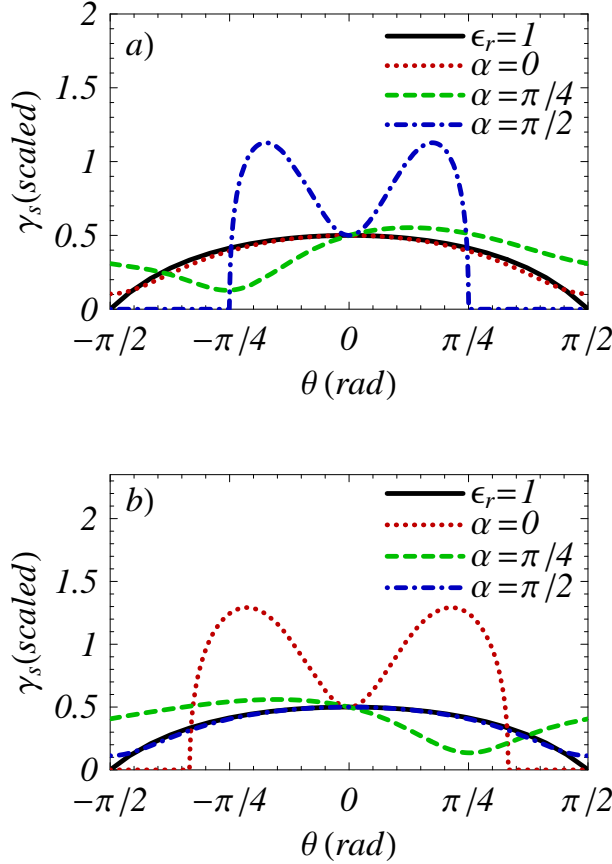 a)
2
1.5
1
0.5
0
γs(scaled)
ϵr=1
α=0
α=π/4
α=π/2
−π/2 −π/4 0 π/4 π/2
θ (rad)
b)
2
1.5
1
0.5
0
γs(scaled)
ϵr=1
α=0
α=π/4
α=π/2
−π/2 −π/4 0 π/4 π/2
θ (rad)